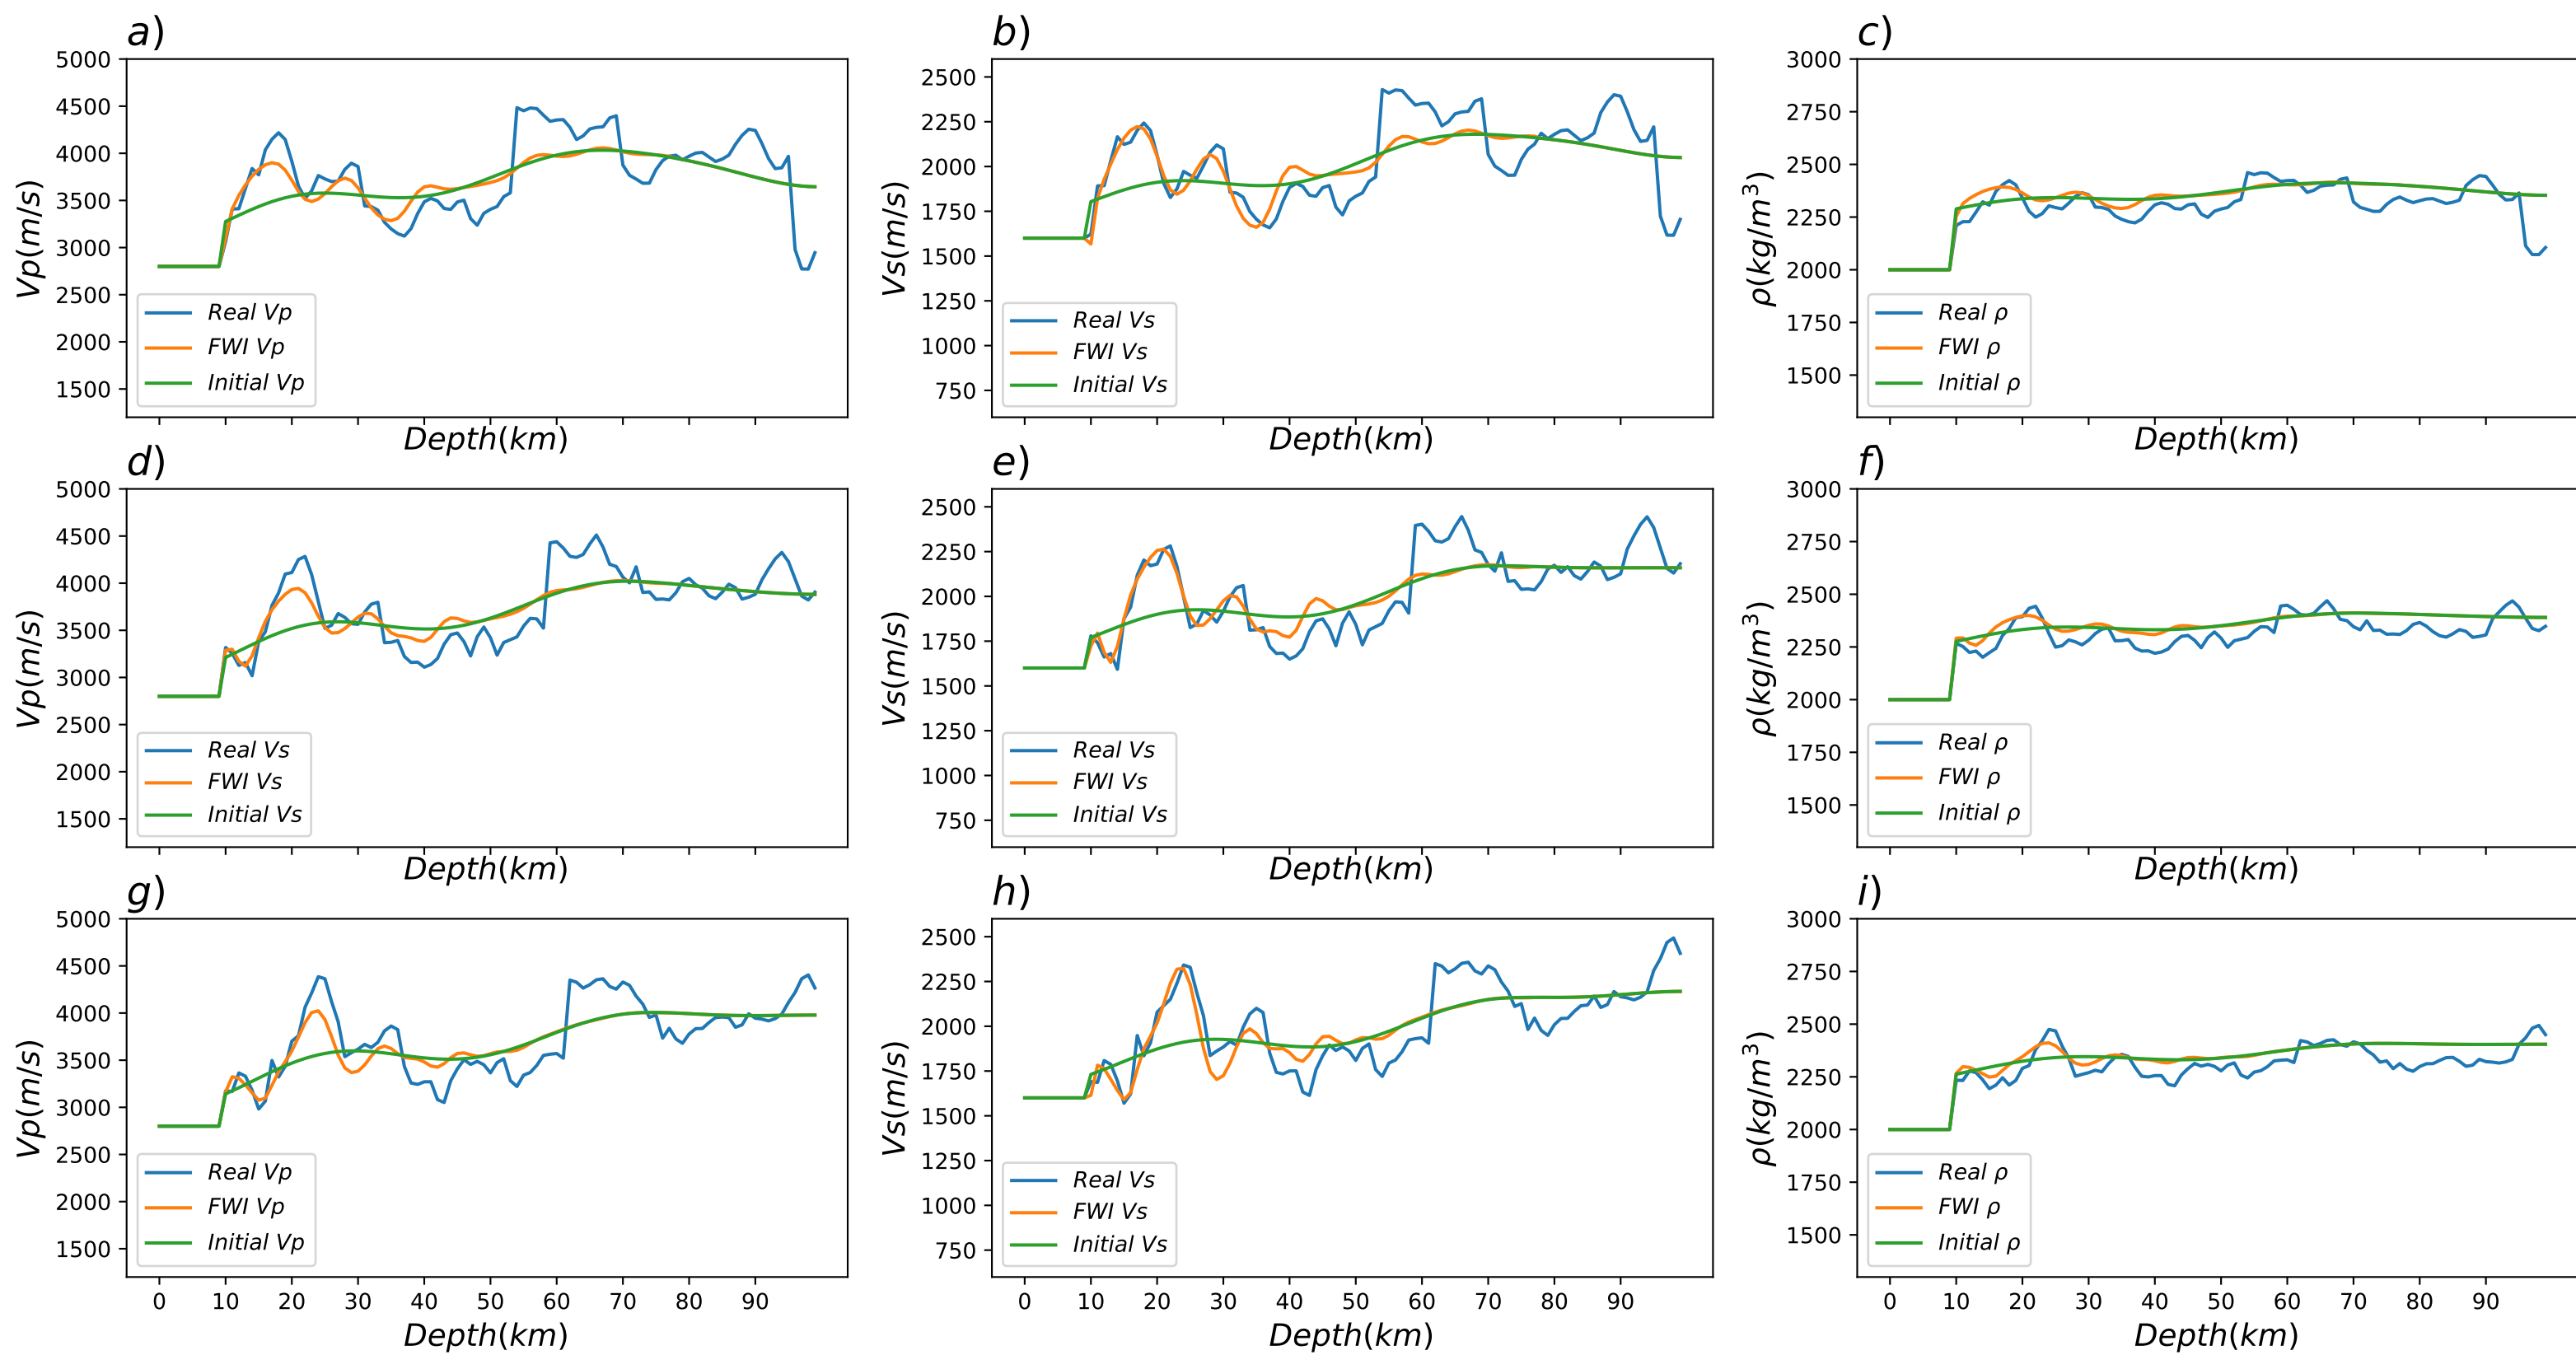 a)
5000
4500
4000
3500
3000
2500
2000
1500
Vp(m/s)
Real Vp
FWI Vp
Initial Vp
Depth(km)
b)
2500
2250
2000
1750
1500
1250
1000
750
Vs(m/s)
Real Vs
FWI Vs
Initial Vs
Depth(km)
c)
3000
2750
2500
2250
2000
1750
1500
ρ(kg/m³)
Real ρ
FWI ρ
Initial ρ
Depth(km)
d)
5000
4500
4000
3500
3000
2500
2000
1500
Vp(m/s)
Real Vs
FWI Vs
Initial Vs
Depth(km)
e)
2500
2250
2000
1750
1500
1250
1000
750
Vs(m/s)
Real Vs
FWI Vs
Initial Vs
Depth(km)
f)
3000
2750
2500
2250
2000
1750
1500
ρ(kg/m³)
Real ρ
FWI ρ
Initial ρ
Depth(km)
g)
5000
4500
4000
3500
3000
2500
2000
1500
Vp(m/s)
Real Vp
FWI Vp
Initial Vp
0 10 20 30 40 50 60 70 80 90
Depth(km)
h)
2500
2250
2000
1750
1500
1250
1000
750
Vs(m/s)
Real Vs
FWI Vs
Initial Vs
0 10 20 30 40 50 60 70 80 90
Depth(km)
i)
3000
2750
2500
2250
2000
1750
1500
ρ(kg/m³)
Real ρ
FWI ρ
Initial ρ
0 10 20 30 40 50 60 70 80 90
Depth(km)